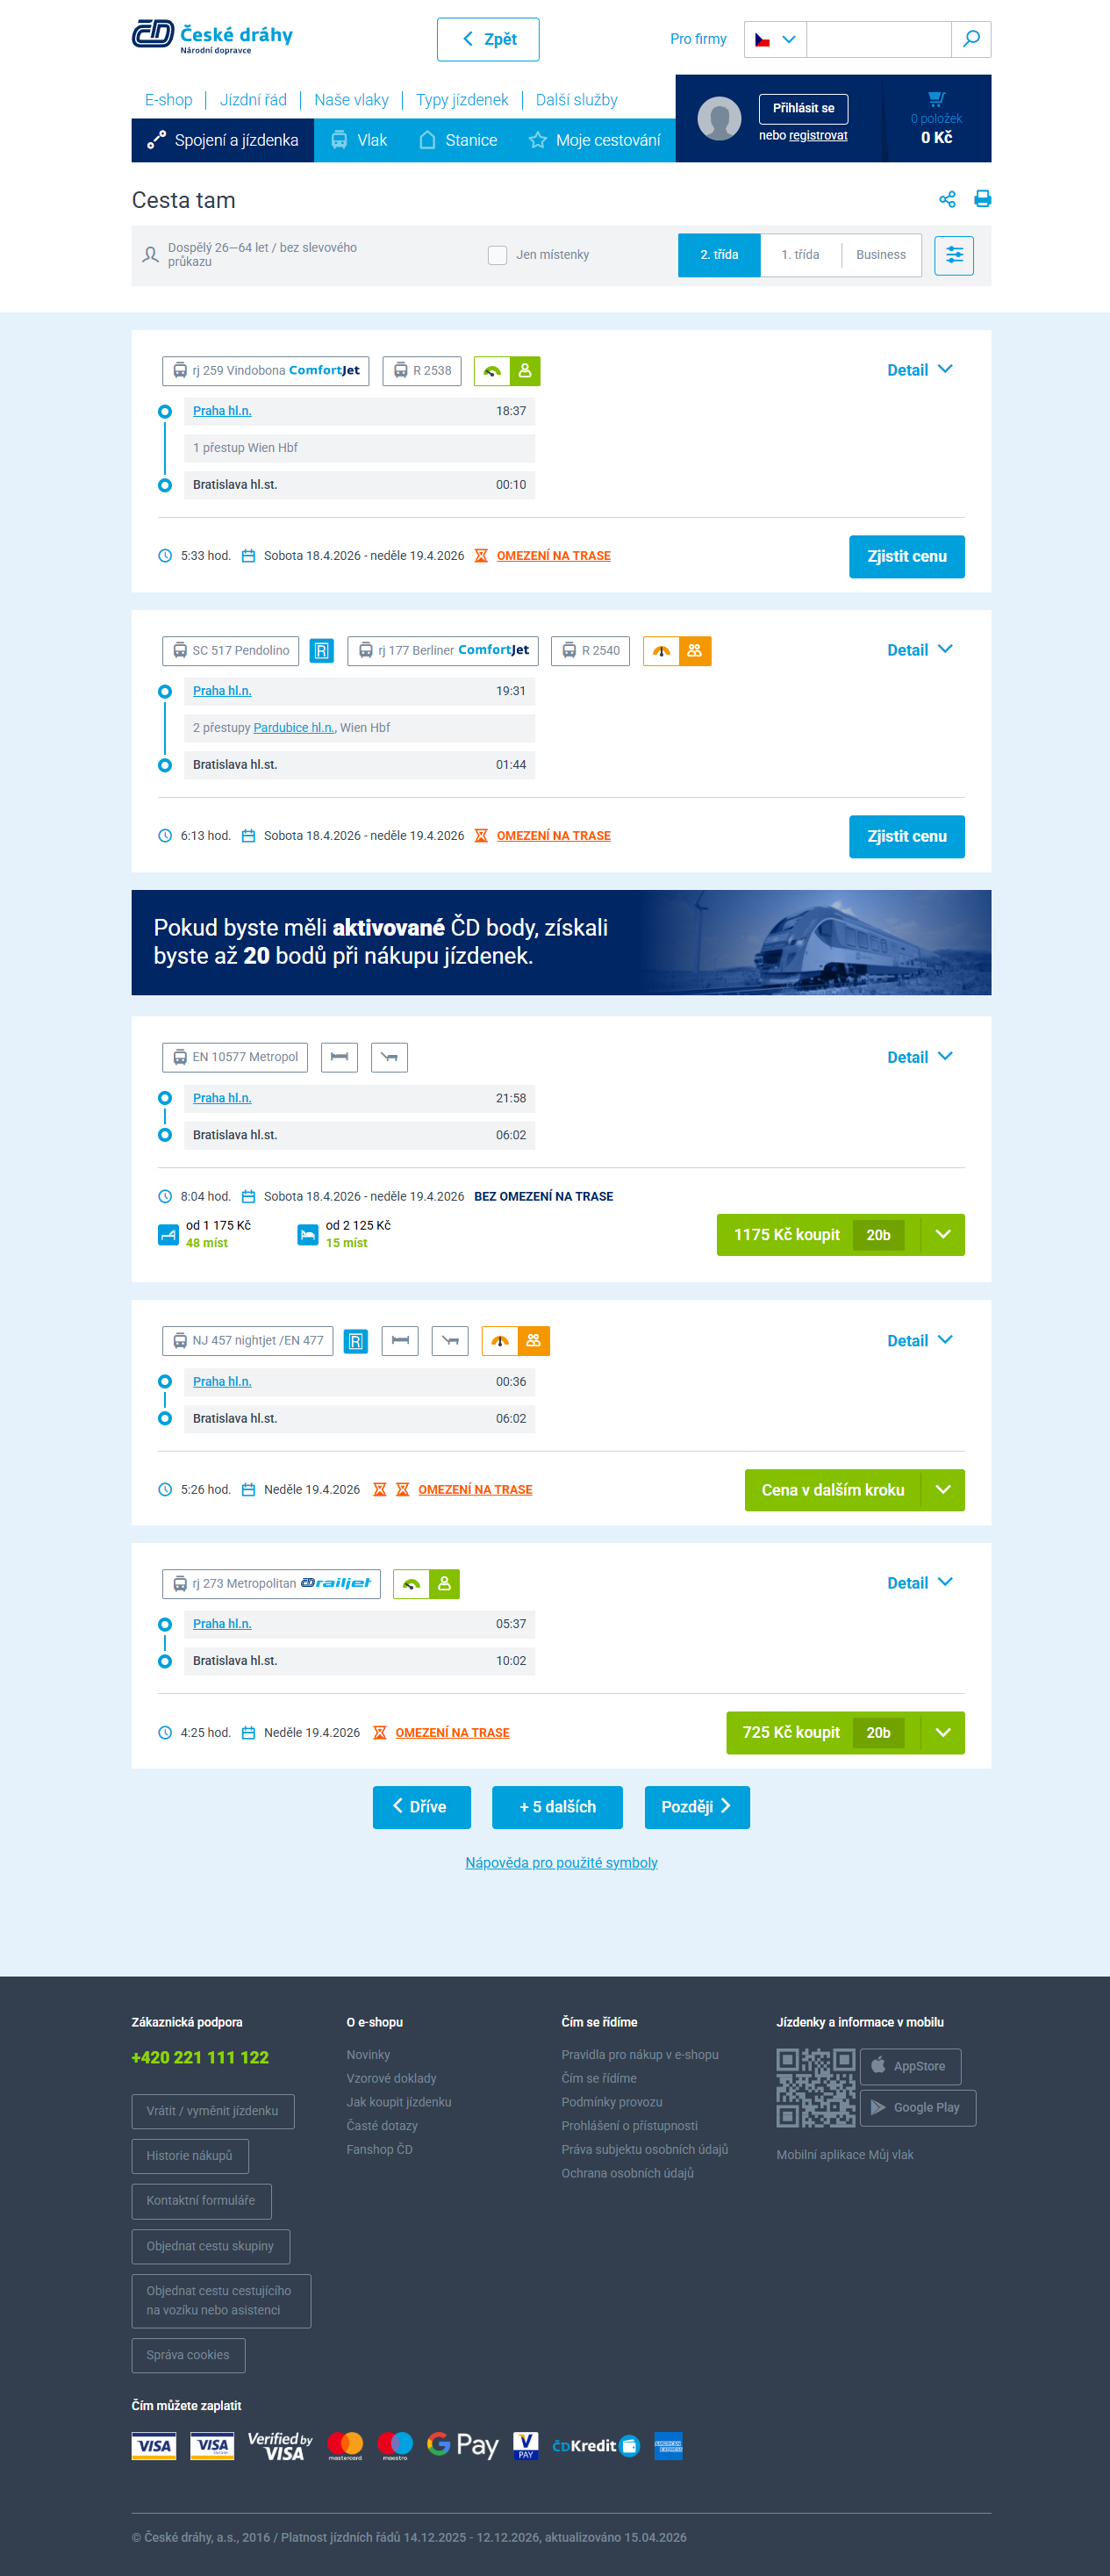 ČD České dráhy
Národní dopravce
Zpět
Pro firmy
E-shop
Jízdní řád
Naše vlaky
Typy jízdenek
Další služby
Přihlásit se
nebo registrovat
0 položek
0 Kč
Spojení a jízdenka
Vlak
Stanice
Moje cestování
Cesta tam
Dospělý 26—64 let / bez slevového
průkazu
Jen místenky
2. třída
1. třída
Business
rj 259 Vindobona ComfortJet
R 2538
Detail
Praha hl.n. 18:37
1 přestup Wien Hbf
Bratislava hl.st. 00:10
5:33 hod. Sobota 18.4.2026 - neděle 19.4.2026 OMEZENÍ NA TRASE
Zjistit cenu
SC 517 Pendolino
R
rj 177 Berliner ComfortJet
R 2540
Detail
Praha hl.n. 19:31
2 přestupy Pardubice hl.n., Wien Hbf
Bratislava hl.st. 01:44
6:13 hod. Sobota 18.4.2026 - neděle 19.4.2026 OMEZENÍ NA TRASE
Zjistit cenu
Pokud byste měli aktivované ČD body, získali
byste až 20 bodů při nákupu jízdenek.
EN 10577 Metropol
Detail
Praha hl.n. 21:58
Bratislava hl.st. 06:02
8:04 hod. Sobota 18.4.2026 - neděle 19.4.2026 BEZ OMEZENÍ NA TRASE
od 1 175 Kč
48 míst
od 2 125 Kč
15 míst
1175 Kč koupit 20b
NJ 457 nightjet /EN 477
R
Detail
Praha hl.n. 00:36
Bratislava hl.st. 06:02
5:26 hod. Neděle 19.4.2026 OMEZENÍ NA TRASE
Cena v dalším kroku
rj 273 Metropolitan ČD railjet
Detail
Praha hl.n. 05:37
Bratislava hl.st. 10:02
4:25 hod. Neděle 19.4.2026 OMEZENÍ NA TRASE
725 Kč koupit 20b
Dříve
+ 5 dalších
Později
Nápověda pro použité symboly
Zákaznická podpora
+420 221 111 122
Vrátit / vyměnit jízdenku
Historie nákupů
Kontaktní formuláře
Objednat cestu skupiny
Objednat cestu cestujícího
na vozíku nebo asistenci
Správa cookies
O e-shopu
Novinky
Vzorové doklady
Jak koupit jízdenku
Časté dotazy
Fanshop ČD
Čím se řídíme
Pravidla pro nákup v e-shopu
Čím se řídíme
Podmínky provozu
Prohlášení o přístupnosti
Práva subjektu osobních údajů
Ochrana osobních údajů
Jízdenky a informace v mobilu
AppStore
Google Play
Mobilní aplikace Můj vlak
Čím můžete zaplatit
VISA
VISA
Verified by
VISA
mastercard
maestro
G Pay
V
PAY
ČDKredit
AMERICAN
EXPRESS
© České dráhy, a.s., 2016 / Platnost jízdních řádů 14.12.2025 - 12.12.2026, aktualizováno 15.04.2026